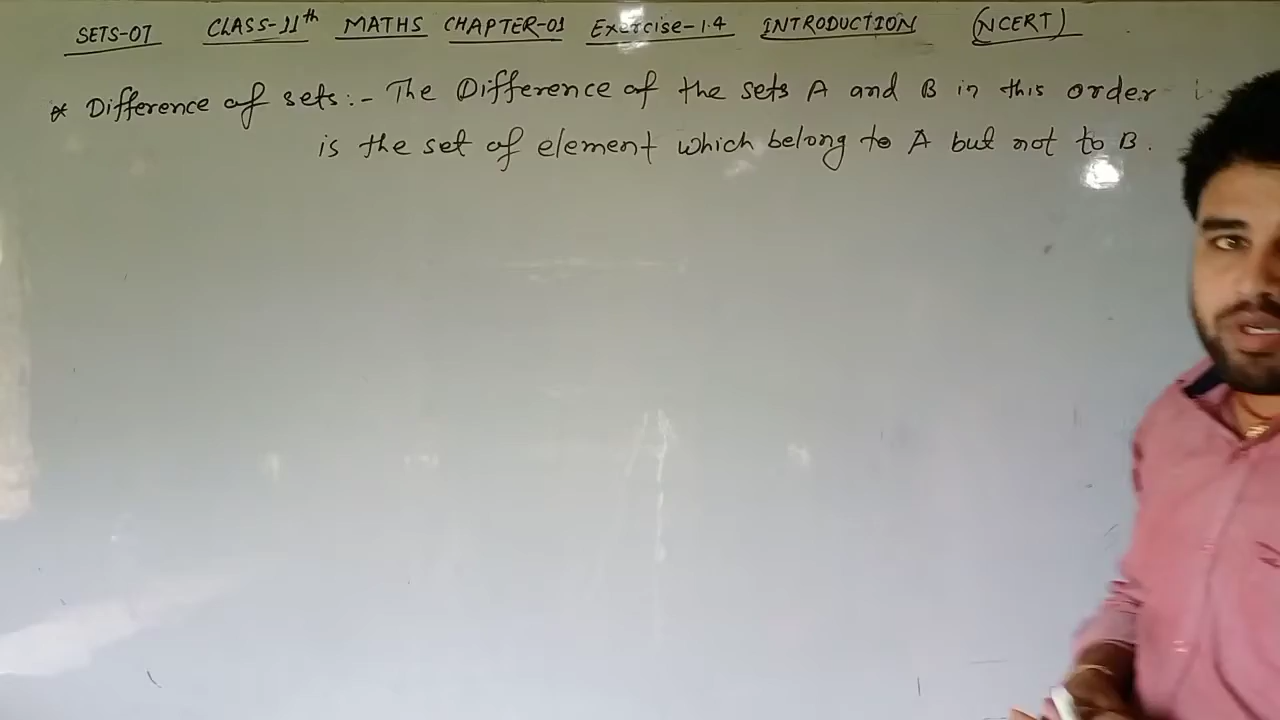 SETS-07 CLASS-11th MATHS CHAPTER-01 Exercise-1.4 INTRODUCTION (NCERT)
* Difference of sets:- The Difference of the sets A and B in this order i
is the set of element which belong to A but not to B.